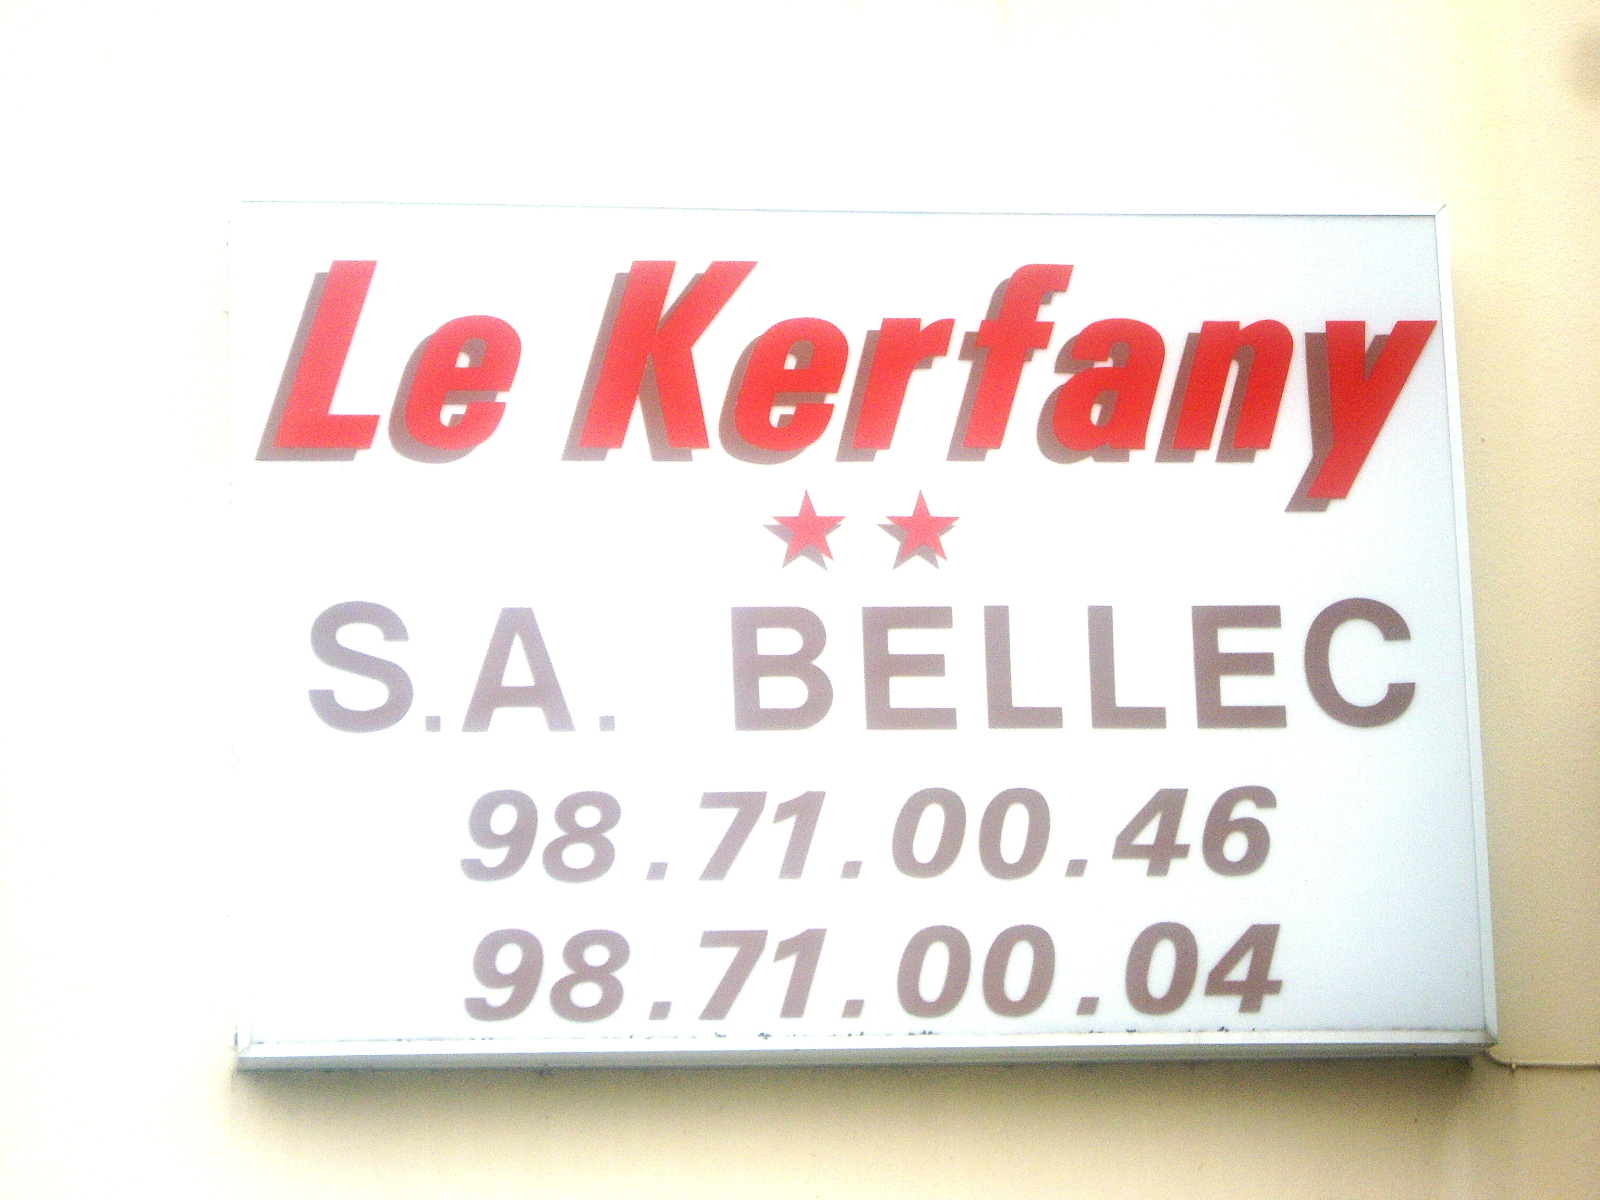 Le Kerfany
★ ★
S.A. BELLEC
98.71.00.46
98.71.00.04